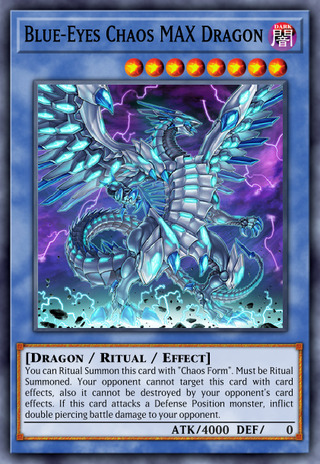 Blue-Eyes Chaos MAX Dragon
DARK
闇
[Dragon / Ritual / Effect]
You can Ritual Summon this card with "Chaos Form". Must be Ritual
Summoned. Your opponent cannot target this card with card
effects, also it cannot be destroyed by your opponent's card
effects. If this card attacks a Defense Position monster, inflict
double piercing battle damage to your opponent.
ATK/4000 DEF/ 0